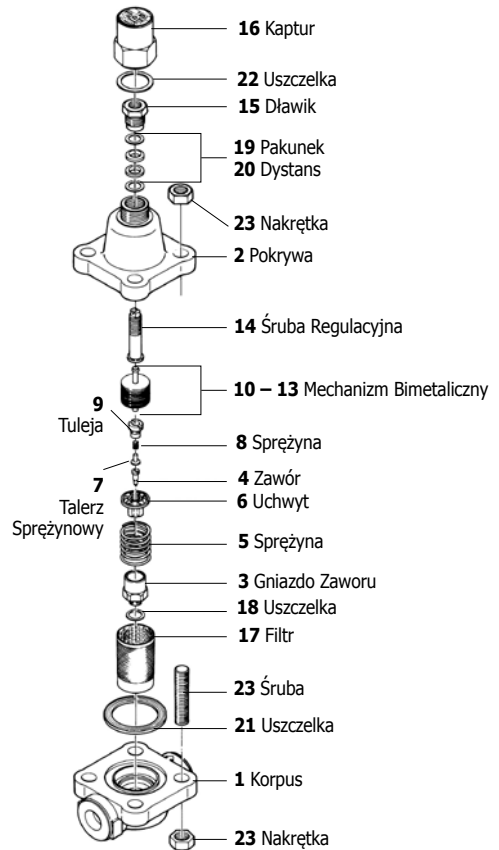 16 Kaptur
22 Uszczelka
15 Dławik
19 Pakunek
20 Dystans
23 Nakrętka
2 Pokrywa
14 Śruba Regulacyjna
10 – 13 Mechanizm Bimetaliczny
9
Tuleja
8 Sprężyna
7
Talerz
Sprężynowy
4 Zawór
6 Uchwyt
5 Sprężyna
3 Gniazdo Zaworu
18 Uszczelka
17 Filtr
23 Śruba
21 Uszczelka
1 Korpus
23 Nakrętka